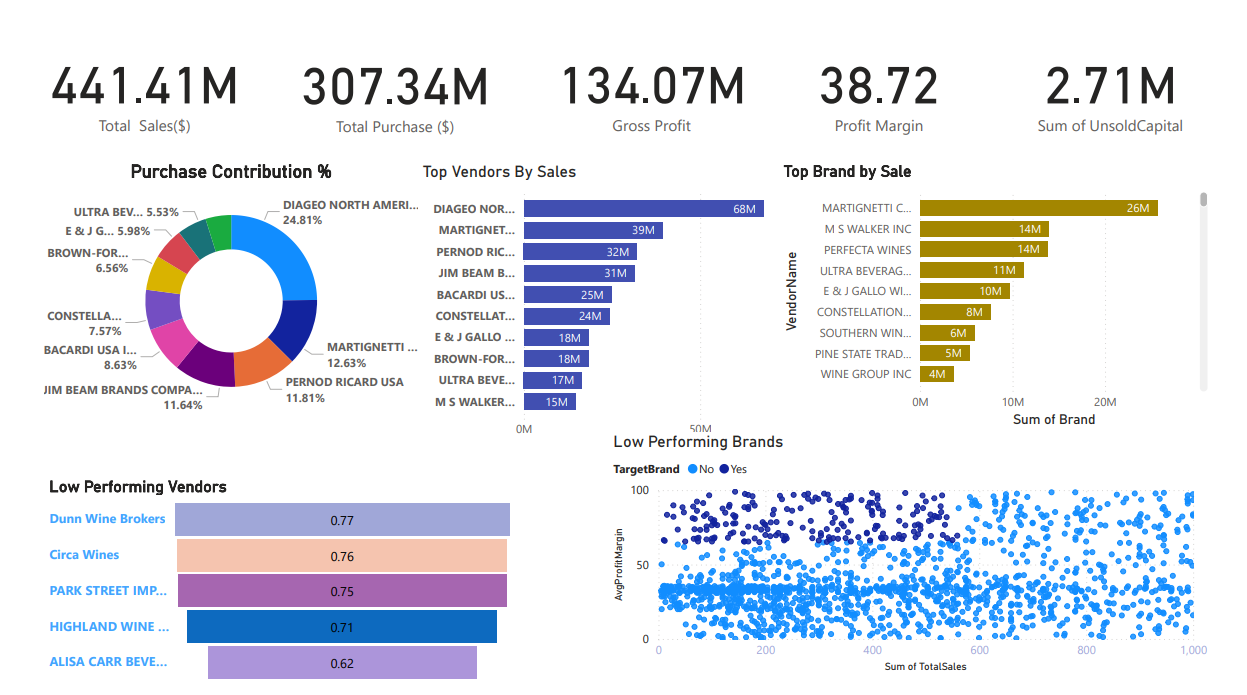 441.41M
Total Sales($)
307.34M
Total Purchase ($)
134.07M
Gross Profit
38.72
Profit Margin
2.71M
Sum of UnsoldCapital
Purchase Contribution %
DIAGEO NORTH AMERI...
24.81%
MARTIGNETTI ...
12.63%
PERNOD RICARD USA
11.81%
JIM BEAM BRANDS COMPA...
11.64%
BACARDI USA I...
8.63%
CONSTELLA...
7.57%
BROWN-FOR...
6.56%
E & J G... 5.98%
ULTRA BEV... 5.53%
Top Vendors By Sales
DIAGEO NOR... 68M
MARTIGNET... 39M
PERNOD RIC... 32M
JIM BEAM B... 31M
BACARDI US... 25M
CONSTELLAT... 24M
E & J GALLO ... 18M
BROWN-FOR... 18M
ULTRA BEVE... 17M
M S WALKER... 15M
0M 50M
Top Brand by Sale
VendorName
MARTIGNETTI C... 26M
M S WALKER INC 14M
PERFECTA WINES 14M
ULTRA BEVERAG... 11M
E & J GALLO WI... 10M
CONSTELLATION... 8M
SOUTHERN WIN... 6M
PINE STATE TRAD... 5M
WINE GROUP INC 4M
0M 10M 20M
Sum of Brand
Low Performing Vendors
Dunn Wine Brokers 0.77
Circa Wines 0.76
PARK STREET IMP... 0.75
HIGHLAND WINE ... 0.71
ALISA CARR BEVE... 0.62
Low Performing Brands
TargetBrand No Yes
AvgProfitMargin
100
50
0
0 200 400 600 800 1,000
Sum of TotalSales